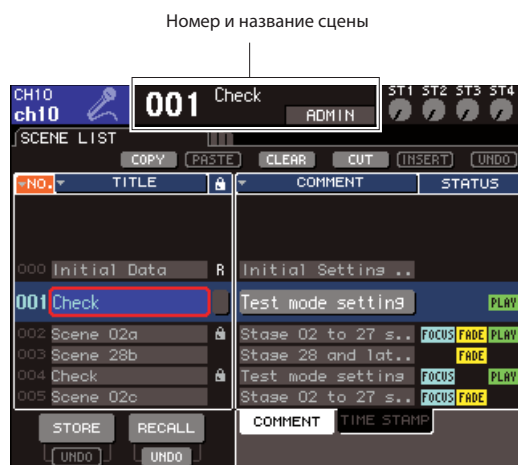 Номер и название сцены
CH10
ch10
001 Check
ADMIN
ST1 ST2 ST3 ST4
SCENE LIST
COPY PASTE CLEAR CUT INSERT UNDO
NO. TITLE COMMENT STATUS
000 Initial Data R Initial Setting ..
001 Check Test mode setting PLAY
002 Scene 02a Stage 02 to 27 s.. FOCUS FADE PLAY
003 Scene 28b Stage 28 and lat.. FADE
004 Check Test mode setting FOCUS PLAY
005 Scene 02c Stage 02 to 27 s.. FOCUS FADE
STORE RECALL COMMENT TIME STAMP
UNDO UNDO